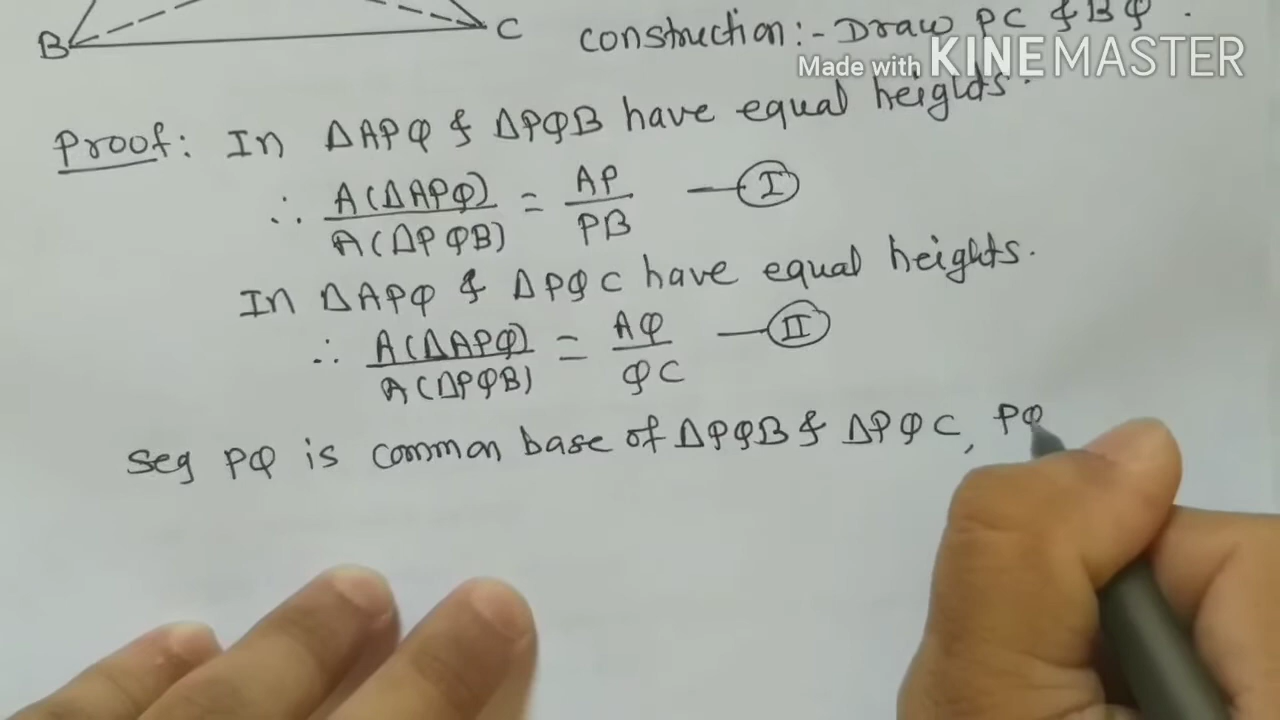 B C construction:- Draw PC & BQ.
Made with KINEMASTER
Proof: In ΔAPQ & ΔPQB have equal heights.
∴ A(ΔAPQ) / A(ΔPQB) = AP / PB — I
In ΔAPQ & ΔPQC have equal heights.
∴ A(ΔAPQ) / A(ΔPQB) = AQ / QC — II
seg PQ is common base of ΔPQB & ΔPQC, PQ